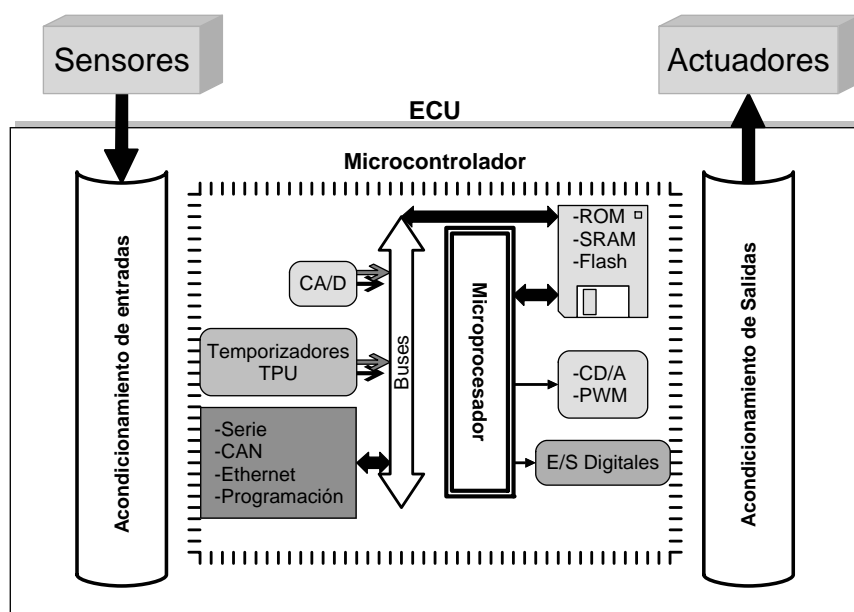 Sensores
Actuadores
ECU
Microcontrolador
Acondicionamiento de entradas
CA/D
Temporizadores
TPU
-Serie
-CAN
-Ethernet
-Programación
Buses
Microprocesador
-ROM
-SRAM
-Flash
-CD/A
-PWM
E/S Digitales
Acondicionamiento de Salidas